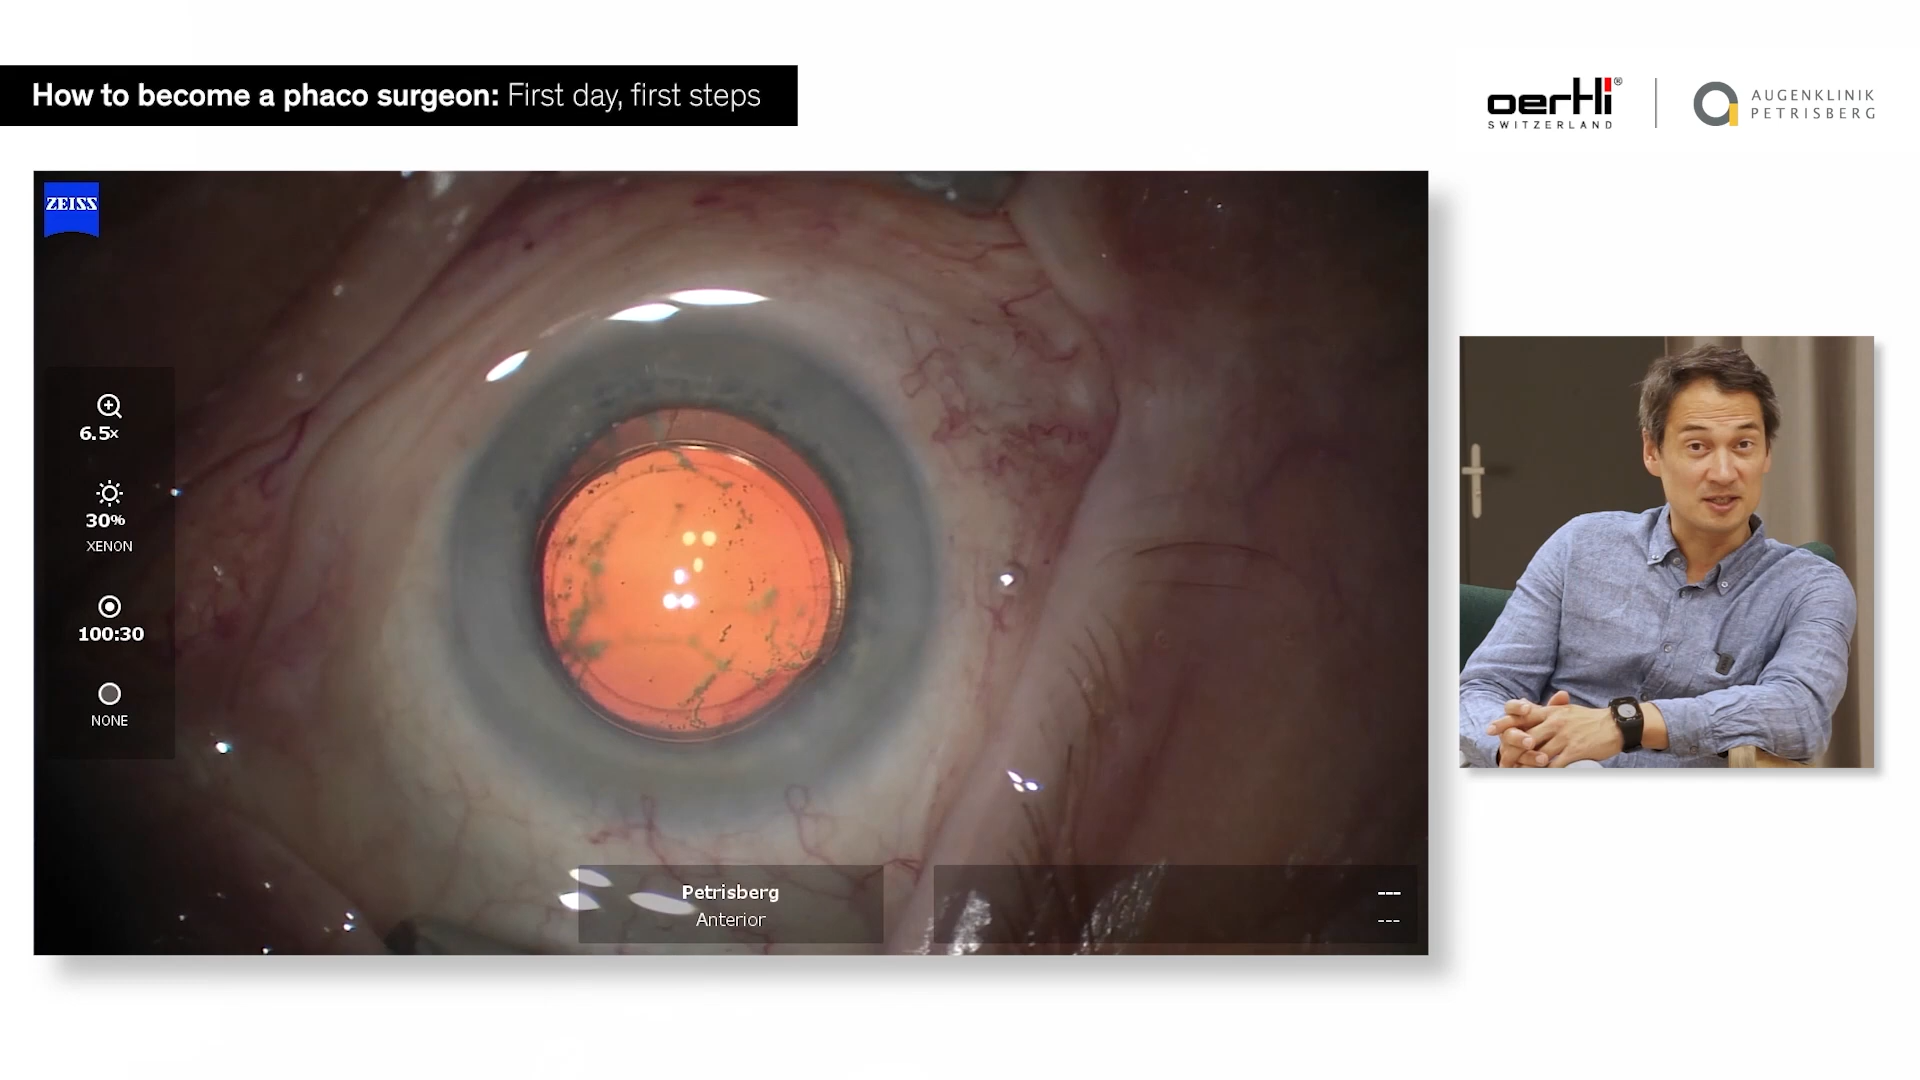 How to become a phaco surgeon: First day, first steps
oertli®
SWITZERLAND
AUGENKLINIK
PETRISBERG
ZEISS
6.5x
30%
XENON
100:30
NONE
Petrisberg
Anterior
---
---